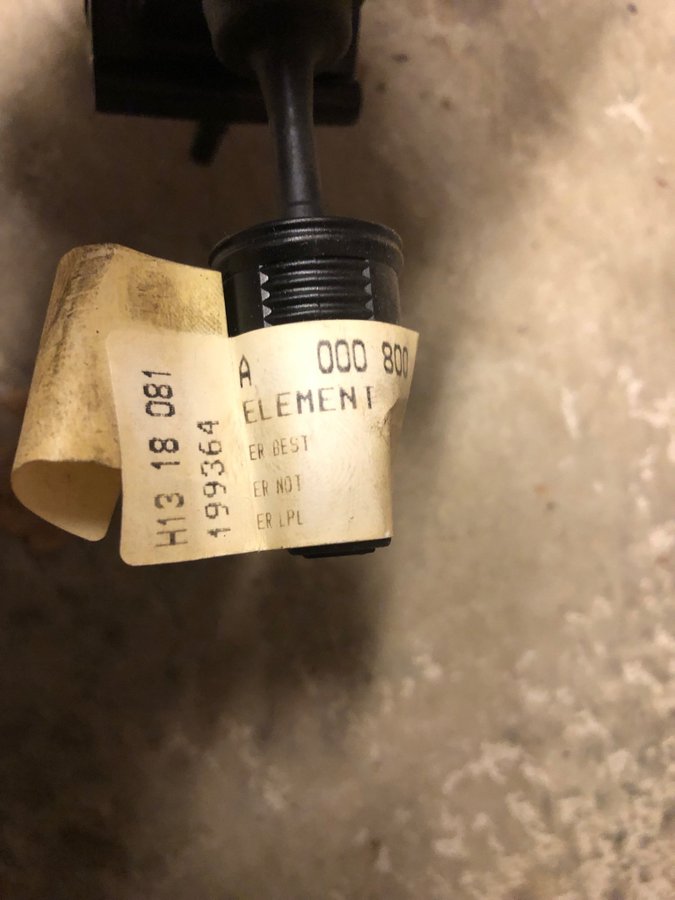 H13 18 081
199364
A 000 800
ELEMENT
ER BEST
ER NOT
ER LPL